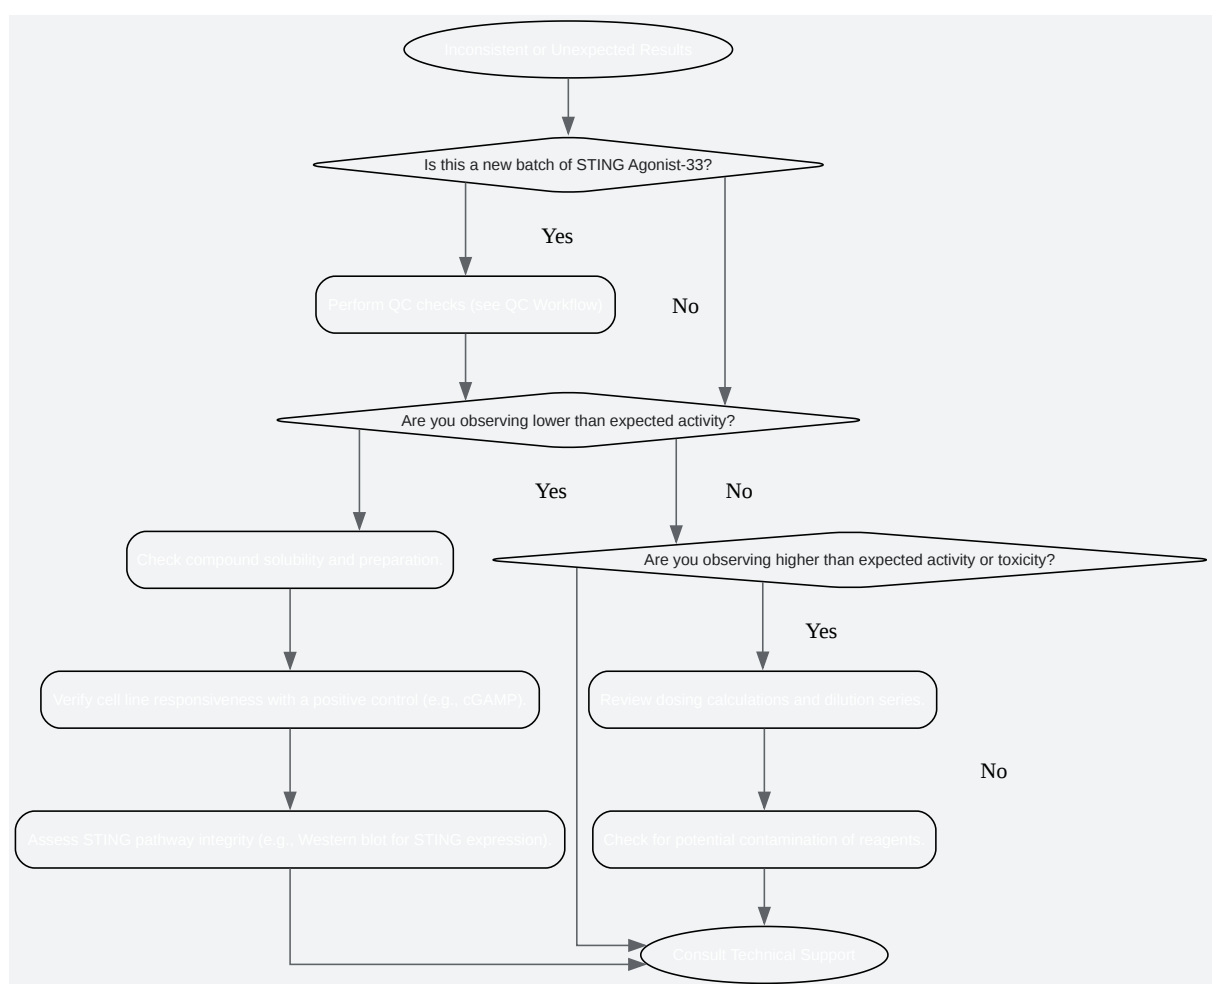 Inconsistent or Unexpected Results
Is this a new batch of STING Agonist-33?
Yes
Perform QC checks (see QC Workflow).
No
Are you observing lower than expected activity?
Yes
No
Check compound solubility and preparation.
Are you observing higher than expected activity or toxicity?
Yes
Verify cell line responsiveness with a positive control (e.g., cGAMP).
Review dosing calculations and dilution series.
No
Assess STING pathway integrity (e.g., Western blot for STING expression).
Check for potential contamination of reagents.
Consult Technical Support